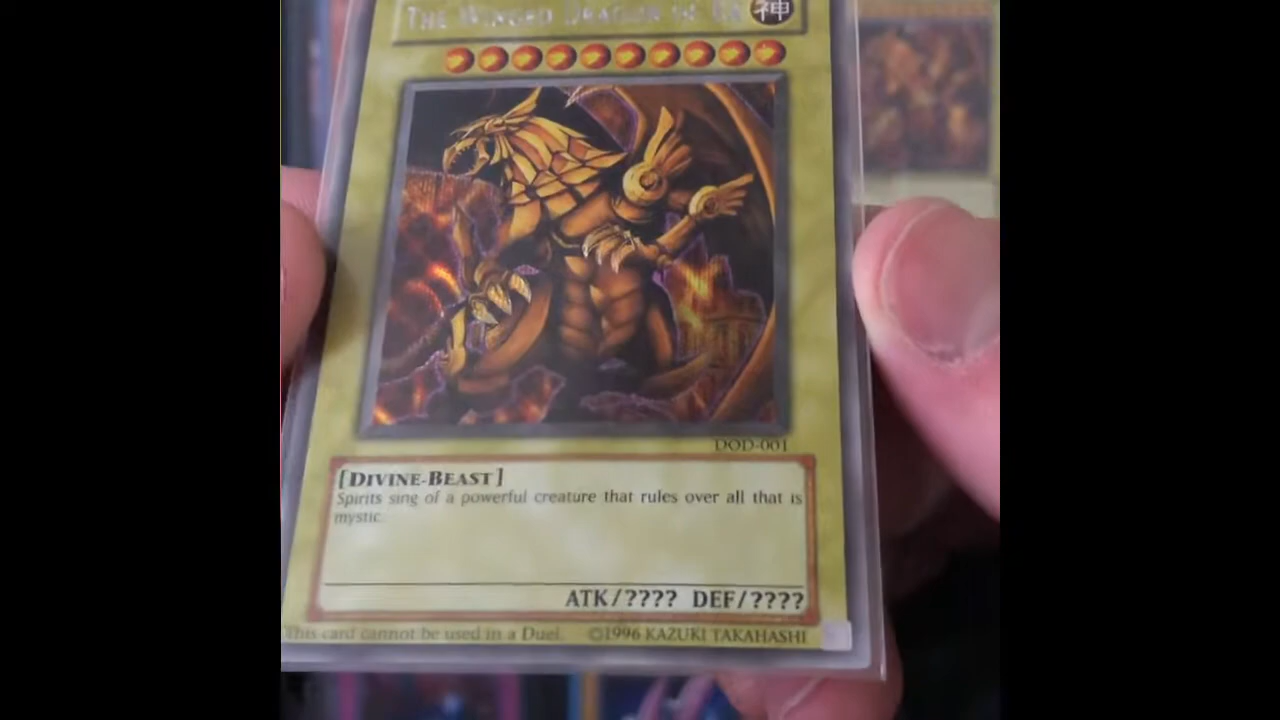 THE WINGED DRAGON OF RA 神
DOD-001
[DIVINE-BEAST]
Spirits sing of a powerful creature that rules over all that is
mystic.
ATK/???? DEF/????
This card cannot be used in a Duel. ©1996 KAZUKI TAKAHASHI